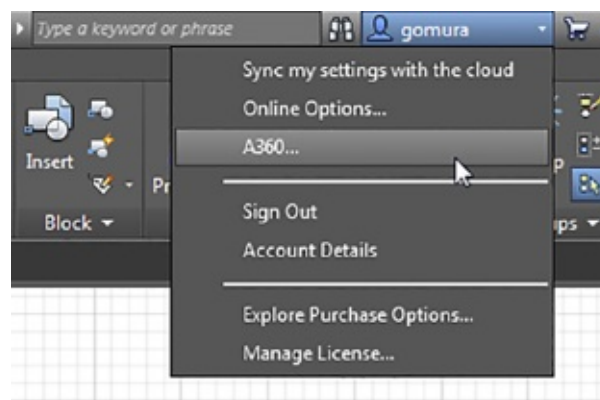 Type a keyword or phrase
gomura
Sync my settings with the cloud
Online Options...
A360...
Insert
Block
Sign Out
Account Details
Explore Purchase Options...
Manage License...